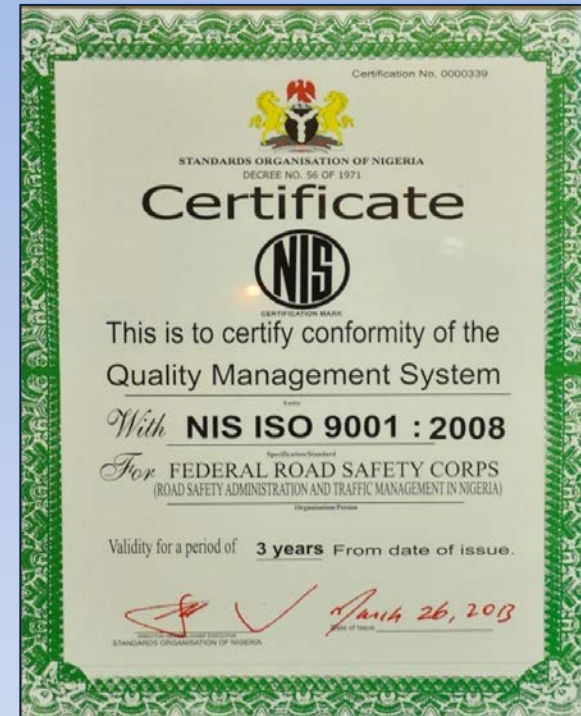 Certification No. 0000339
STANDARDS ORGANISATION OF NIGERIA
DECREE NO. 56 OF 1971
Certificate
NIS
CERTIFICATION MARK
This is to certify conformity of the
Quality Management System
Entity
With NIS ISO 9001 : 2008
Specification/Standard
For FEDERAL ROAD SAFETY CORPS
(ROAD SAFETY ADMINISTRATION AND TRAFFIC MANAGEMENT IN NIGERIA)
Organisation/Person
Validity for a period of 3 years From date of issue.
March 26, 2013
Date of Issue
STANDARDS ORGANISATION OF NIGERIA